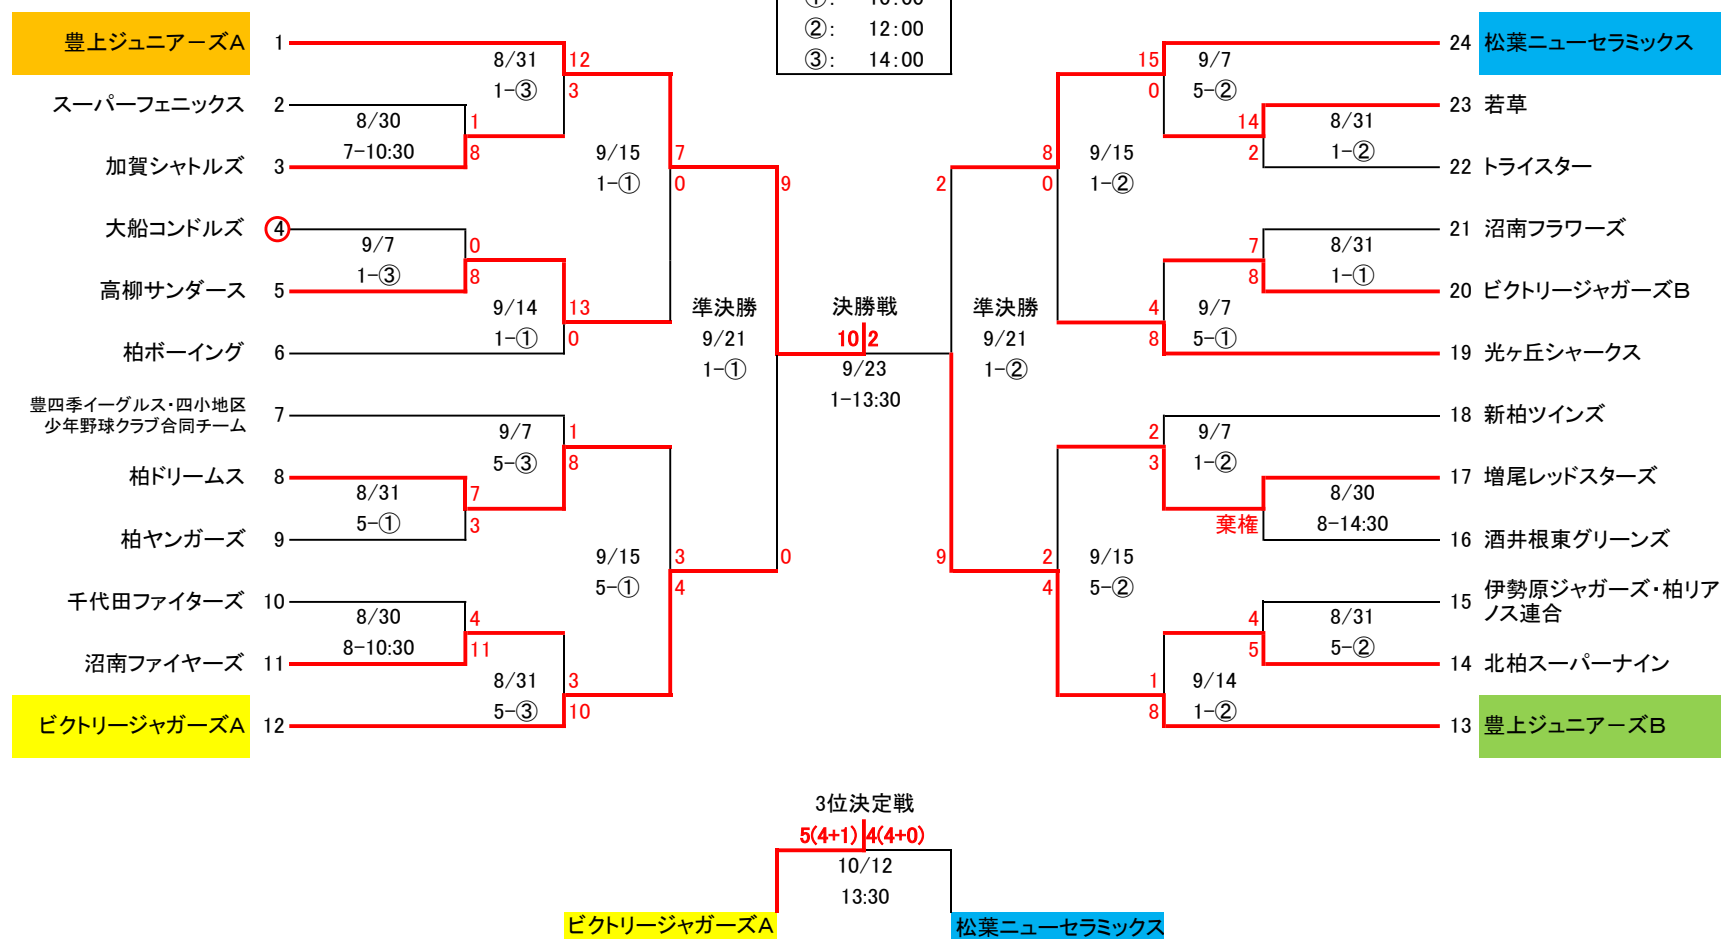 ①: 10:00
②: 12:00
③: 14:00
豊上ジュニアーズA 1
8/31
1-③
12
3
スーパーフェニックス 2
8/30
7-10:30
1
8
加賀シャトルズ 3
9/15
1-①
7
0
大船コンドルズ 4
9/7
1-③
0
8
高柳サンダース 5
9/14
1-①
13
0
柏ボーイング 6
準決勝
9/21
1-①
9
0
豊四季イーグルス・四小地区
少年野球クラブ合同チーム
7
9/7
5-③
1
8
柏ドリームス 8
8/31
5-①
7
3
柏ヤンガーズ 9
9/15
5-①
3
4
千代田ファイターズ 10
8/30
8-10:30
4
11
沼南ファイヤーズ 11
8/31
5-③
3
10
ビクトリージャガーズA 12
決勝戦
10 2
9/23
1-13:30
24 松葉ニューセラミックス
15
0
9/7
5-②
23 若草
14
2
8/31
1-②
22 トライスター
8
0
9/15
1-②
21 沼南フラワーズ
7
8
8/31
1-①
20 ビクトリージャガーズB
4
8
9/7
5-①
19 光ヶ丘シャークス
準決勝
9/21
1-②
2
9
18 新柏ツインズ
2
3
9/7
1-②
17 増尾レッドスターズ
8/30
8-14:30
棄権
16 酒井根東グリーンズ
2
4
9/15
5-②
15 伊勢原ジャガーズ・柏リア
ノス連合
4
5
8/31
5-②
14 北柏スーパーナイン
1
8
9/14
1-②
13 豊上ジュニアーズB
3位決定戦
5(4+1) 4(4+0)
10/12
13:30
ビクトリージャガーズA
松葉ニューセラミックス